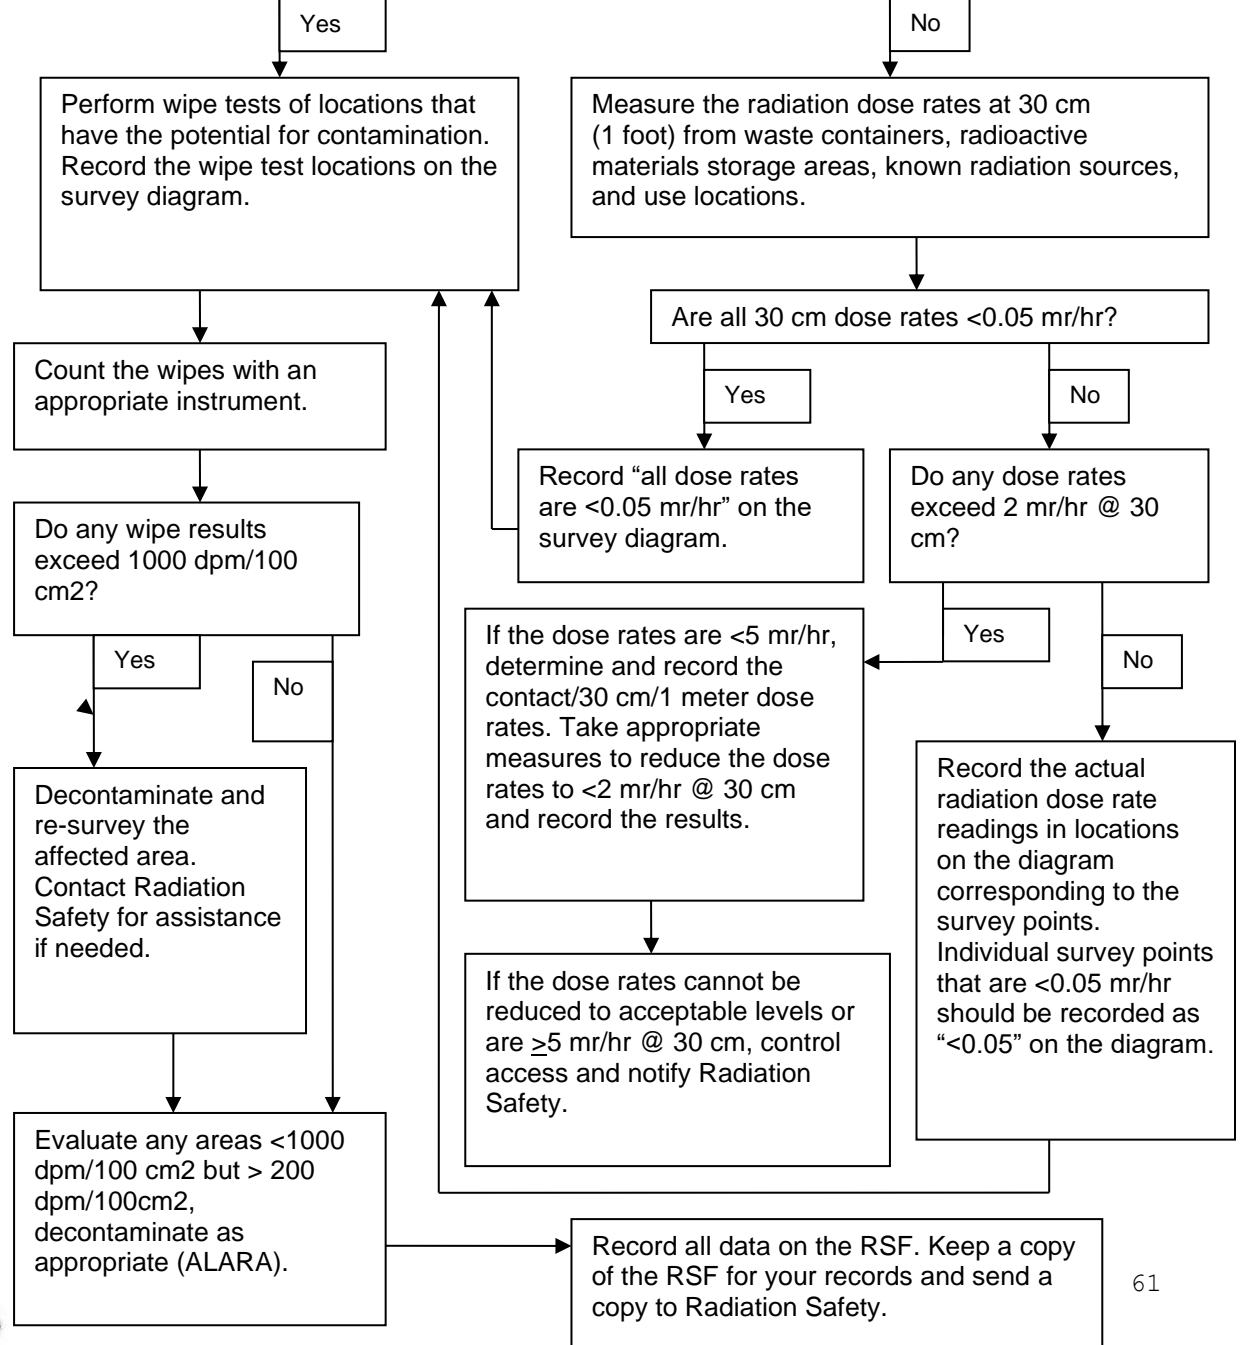 Yes
No
Perform wipe tests of locations that
have the potential for contamination.
Record the wipe test locations on the
survey diagram.
Measure the radiation dose rates at 30 cm
(1 foot) from waste containers, radioactive
materials storage areas, known radiation sources,
and use locations.
Are all 30 cm dose rates <0.05 mr/hr?
Count the wipes with an
appropriate instrument.
Yes
No
Record “all dose rates
are <0.05 mr/hr” on the
survey diagram.
Do any dose rates
exceed 2 mr/hr @ 30
cm?
Do any wipe results
exceed 1000 dpm/100
cm2?
Yes
No
If the dose rates are <5 mr/hr,
determine and record the
contact/30 cm/1 meter dose
rates. Take appropriate
measures to reduce the dose
rates to <2 mr/hr @ 30 cm
and record the results.
Yes
No
Decontaminate and
re-survey the
affected area.
Contact Radiation
Safety for assistance
if needed.
Record the actual
radiation dose rate
readings in locations
on the diagram
corresponding to the
survey points.
Individual survey points
that are <0.05 mr/hr
should be recorded as
“<0.05” on the diagram.
If the dose rates cannot be
reduced to acceptable levels or
are >5 mr/hr @ 30 cm, control
access and notify Radiation
Safety.
Evaluate any areas <1000
dpm/100 cm2 but > 200
dpm/100cm2,
decontaminate as
appropriate (ALARA).
Record all data on the RSF. Keep a copy
of the RSF for your records and send a
copy to Radiation Safety.
61